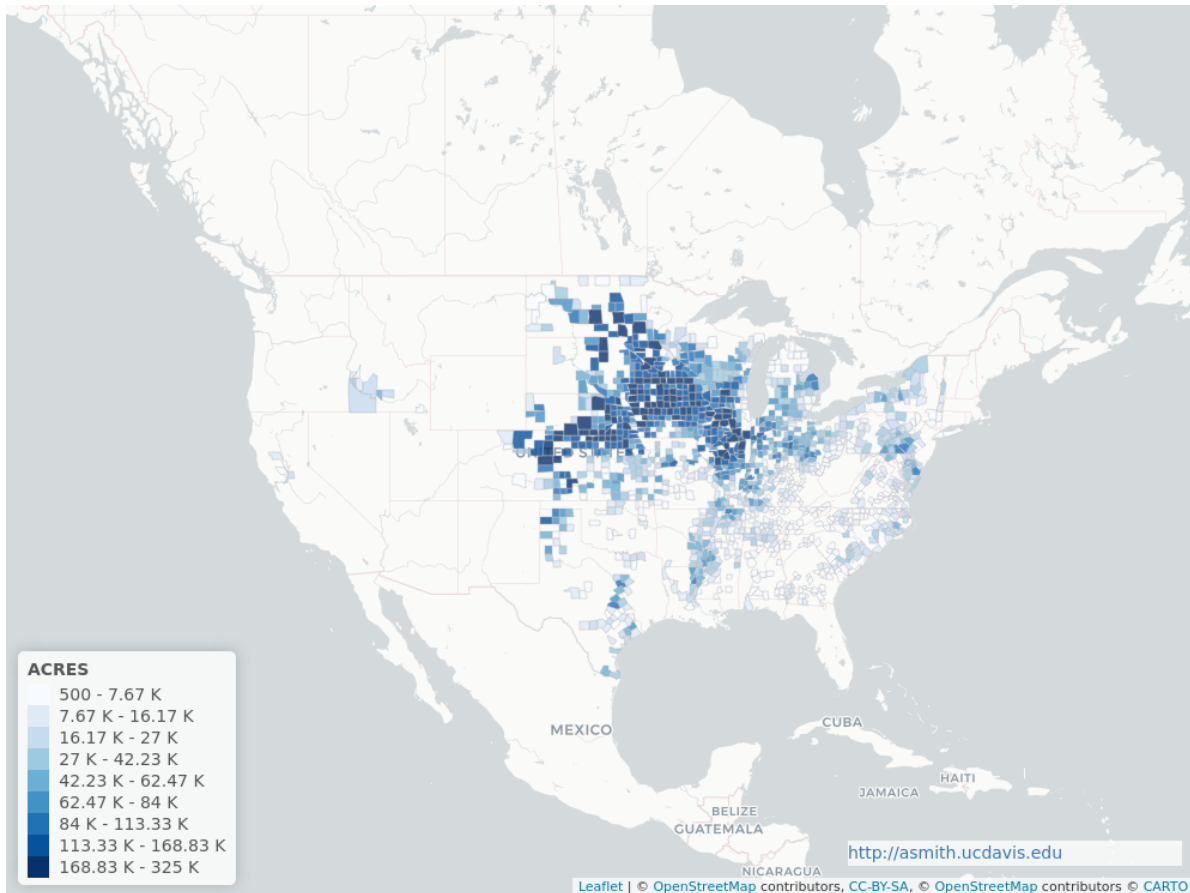 UNITED STATES
ACRES
500 - 7.67 K
7.67 K - 16.17 K
16.17 K - 27 K
27 K - 42.23 K
42.23 K - 62.47 K
62.47 K - 84 K
84 K - 113.33 K
113.33 K - 168.83 K
168.83 K - 325 K
MEXICO
CUBA
HAITI
JAMAICA
BELIZE
GUATEMALA
NICARAGUA
http://asmith.ucdavis.edu
Leaflet | © OpenStreetMap contributors, CC-BY-SA, © OpenStreetMap contributors © CARTO